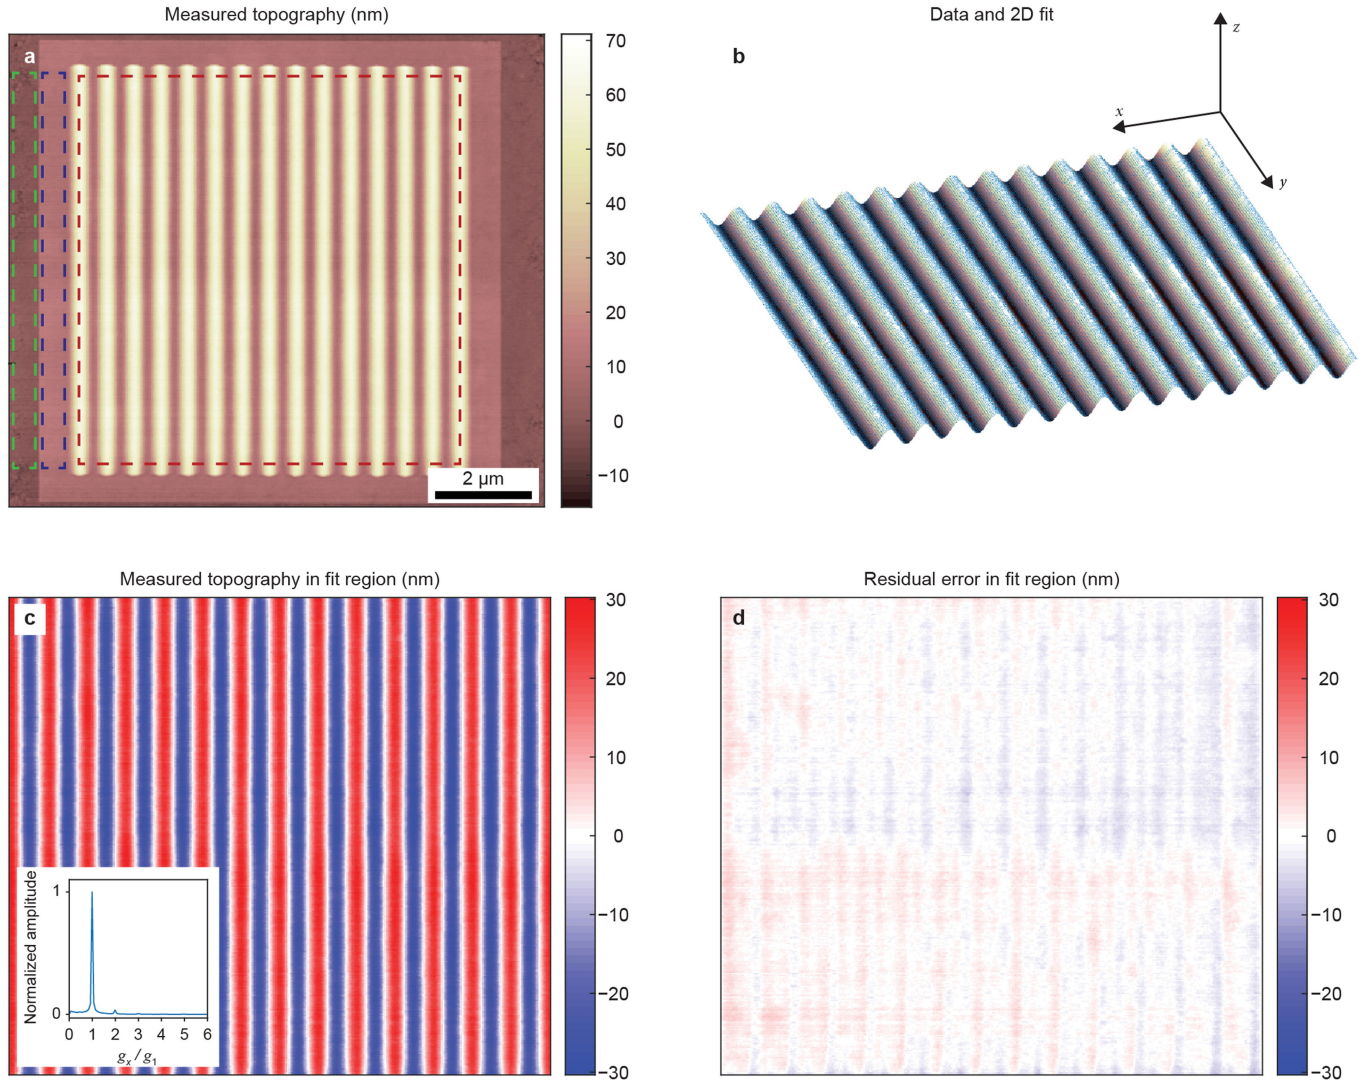 Measured topography (nm)
a
70
60
50
40
30
20
10
0
−10
2 μm
Data and 2D fit
b
z
x
y
Measured topography in fit region (nm)
c
30
20
10
0
−10
−20
−30
Normalized amplitude
1
0
0 1 2 3 4 5 6
gx / g1
Residual error in fit region (nm)
d
30
20
10
0
−10
−20
−30